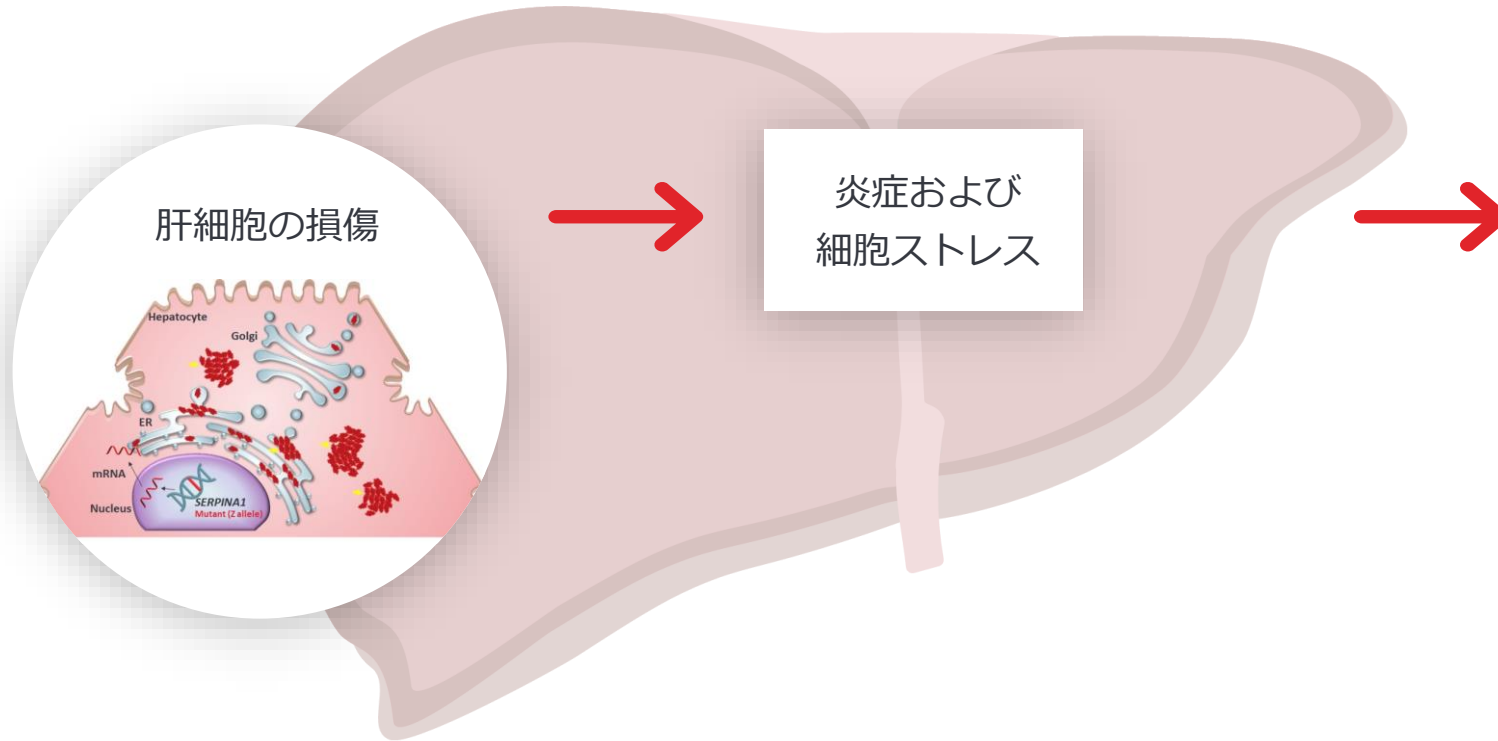 肝細胞の損傷
Hepatocyte
Golgi
ER
mRNA
Nucleus
SERPINA1
Mutant (Z allele)
炎症および
細胞ストレス